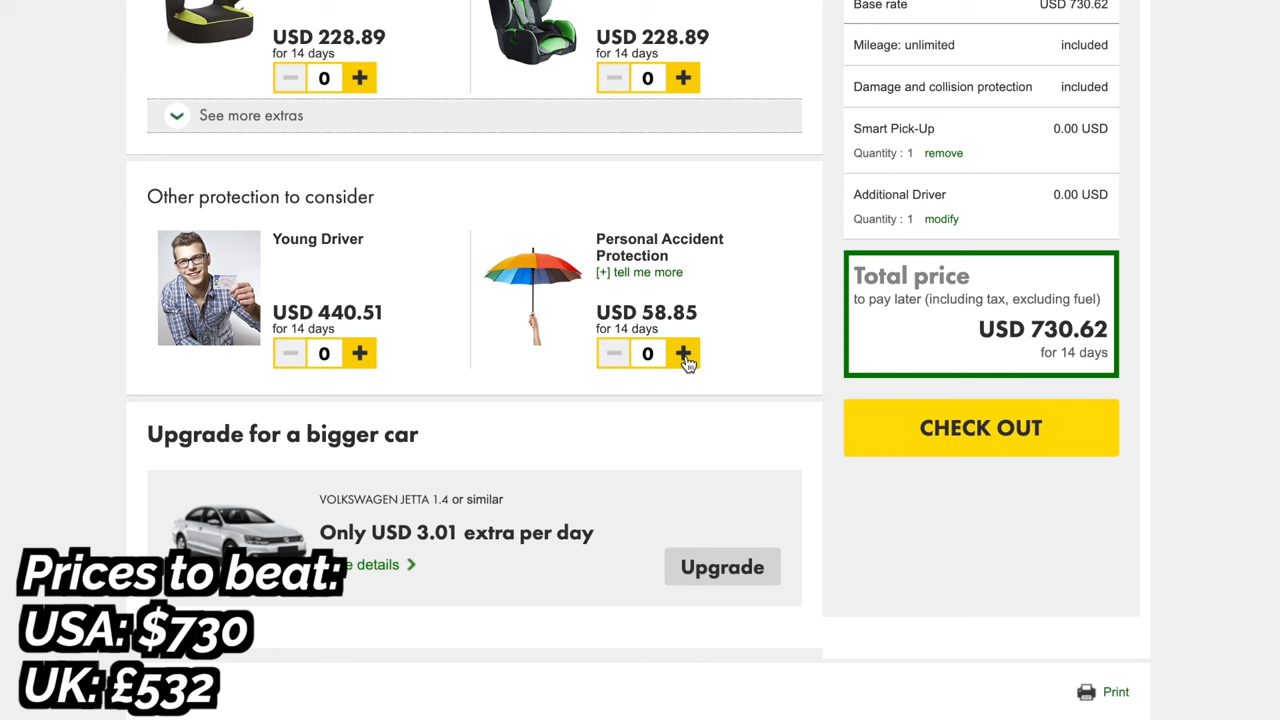 USD 228.89
for 14 days
0
USD 228.89
for 14 days
0
See more extras
Other protection to consider
Young Driver
USD 440.51
for 14 days
0
Personal Accident
Protection
[+] tell me more
USD 58.85
for 14 days
0
Upgrade for a bigger car
VOLKSWAGEN JETTA 1.4 or similar
Only USD 3.01 extra per day
details
Upgrade
Base rate USD 730.62
Mileage: unlimited included
Damage and collision protection included
Smart Pick-Up 0.00 USD
Quantity : 1 remove
Additional Driver 0.00 USD
Quantity : 1 modify
Total price
to pay later (including tax, excluding fuel)
USD 730.62
for 14 days
CHECK OUT
Print
Prices to beat:
USA: $730
UK: £532